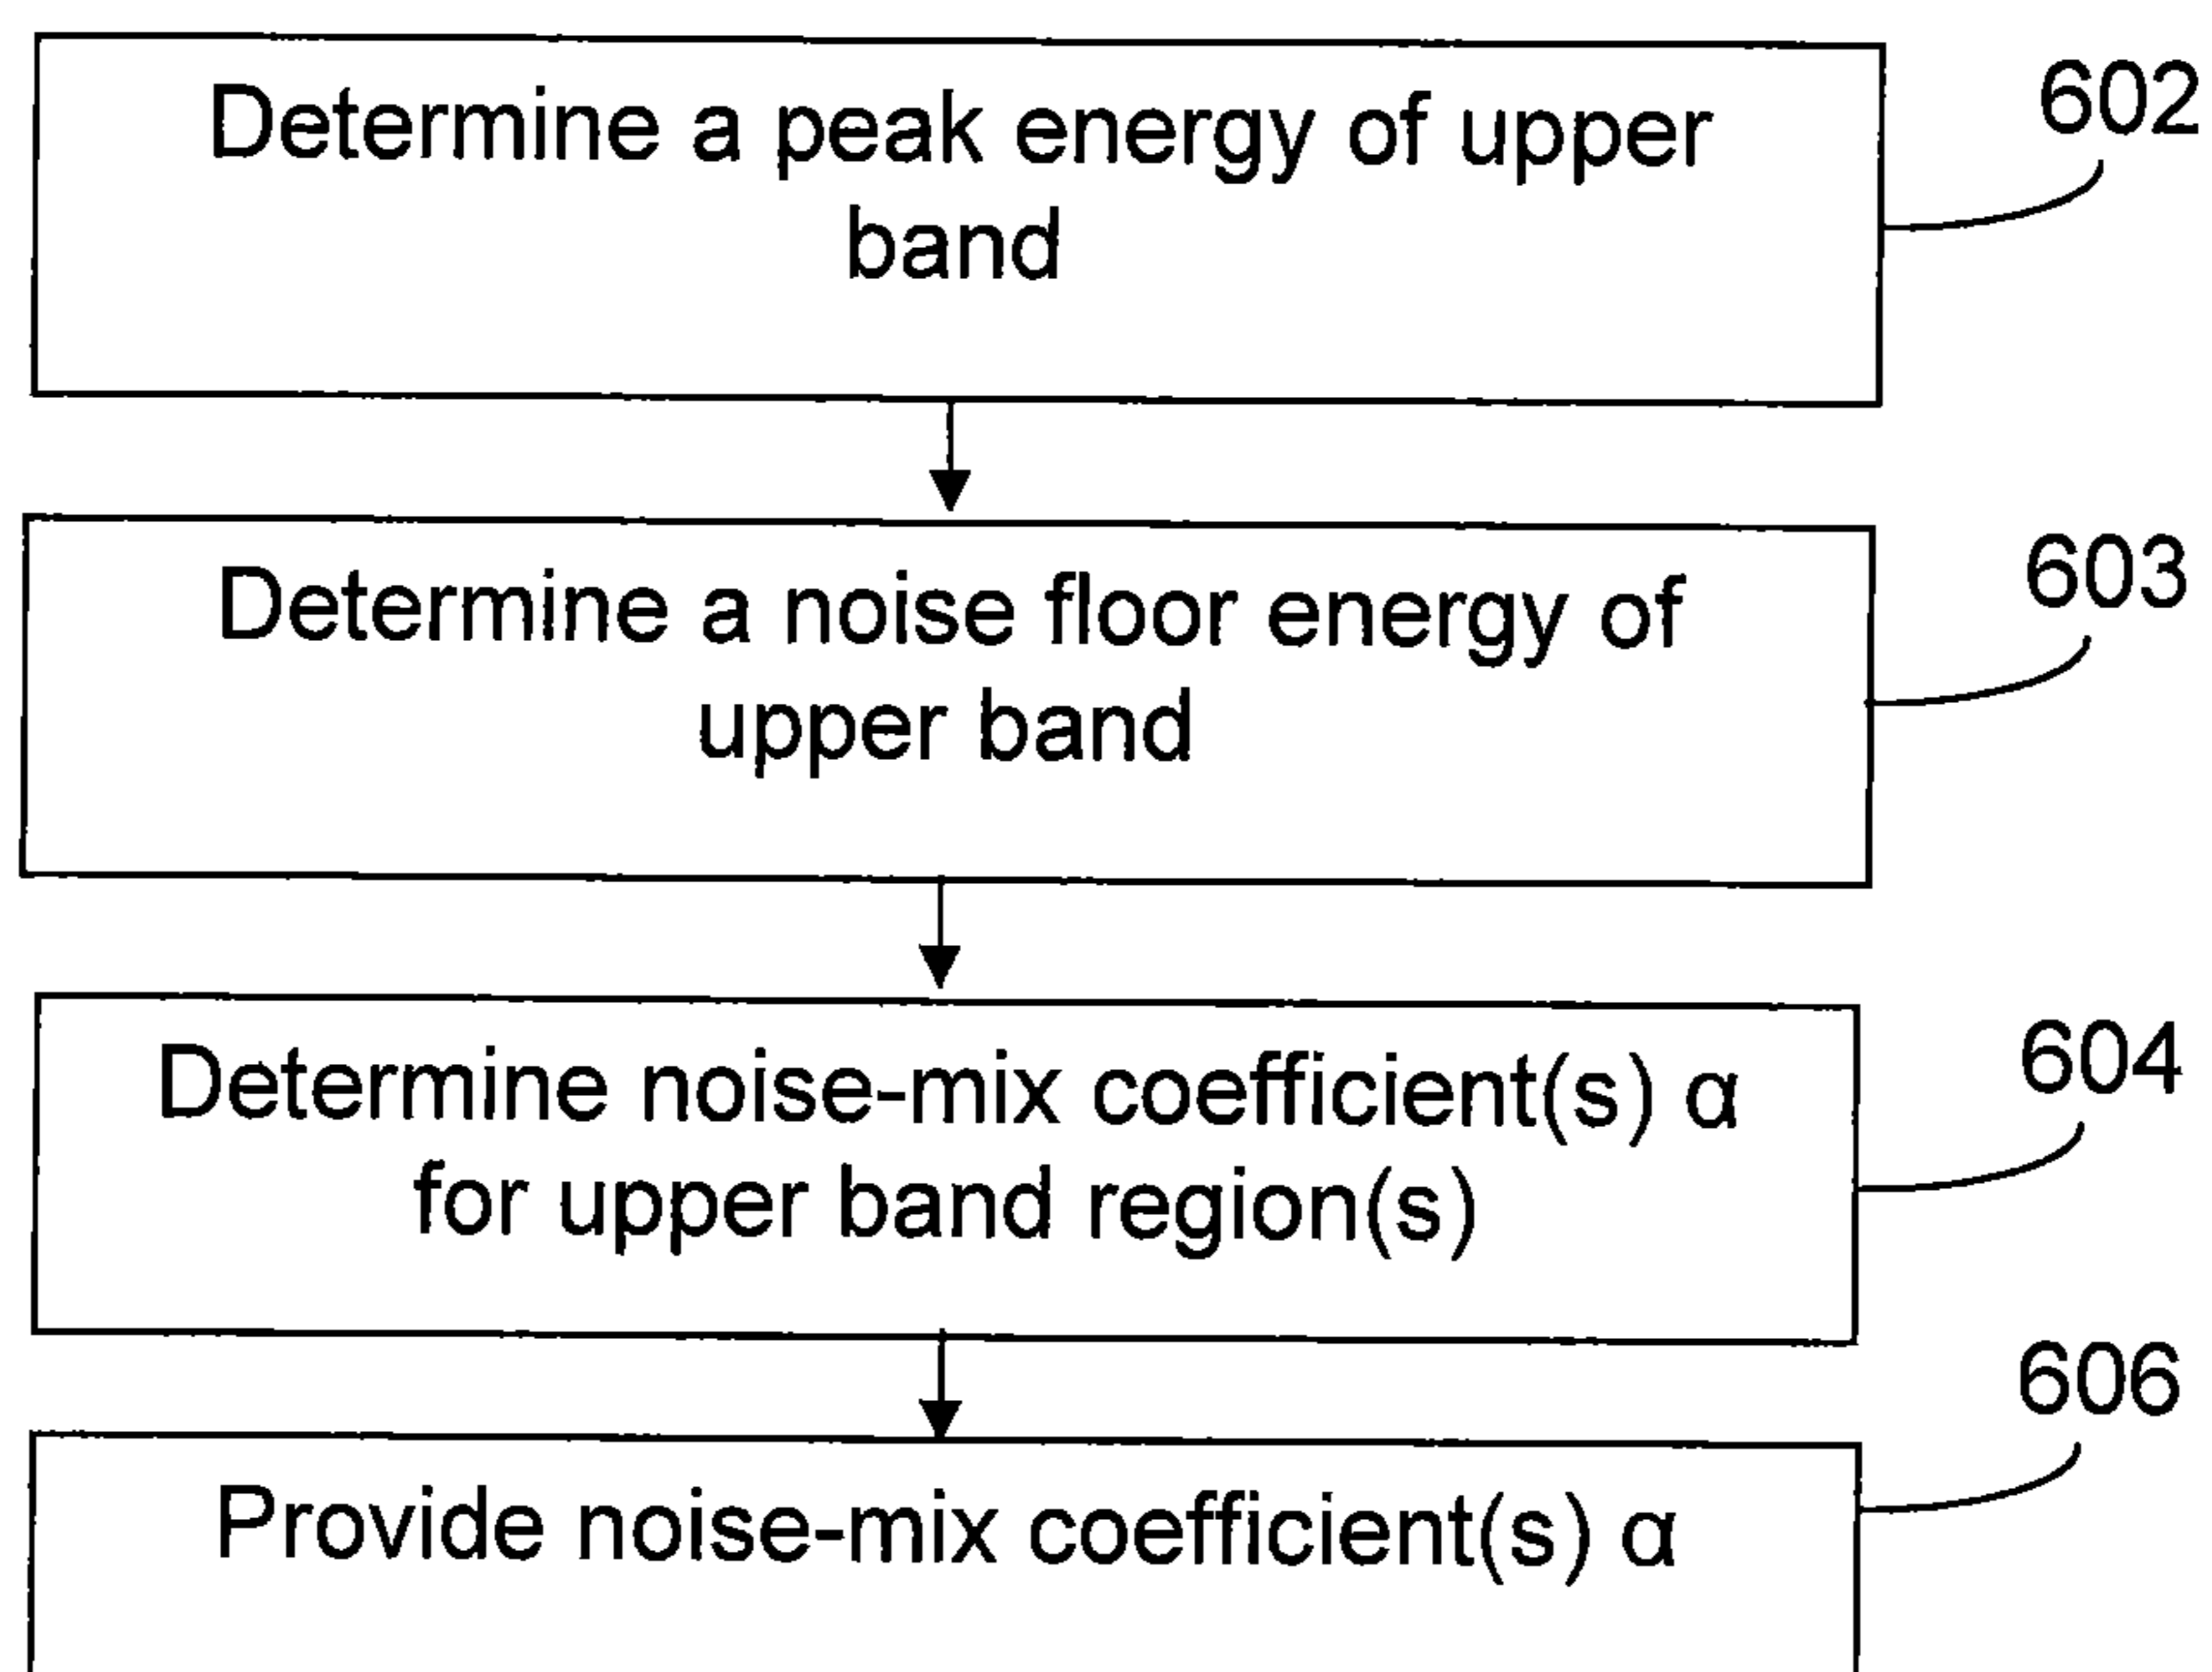 Determine a peak energy of upper
band
602
Determine a noise floor energy of
upper band
603
Determine noise-mix coefficient(s) α
for upper band region(s)
604
Provide noise-mix coefficient(s) α
606